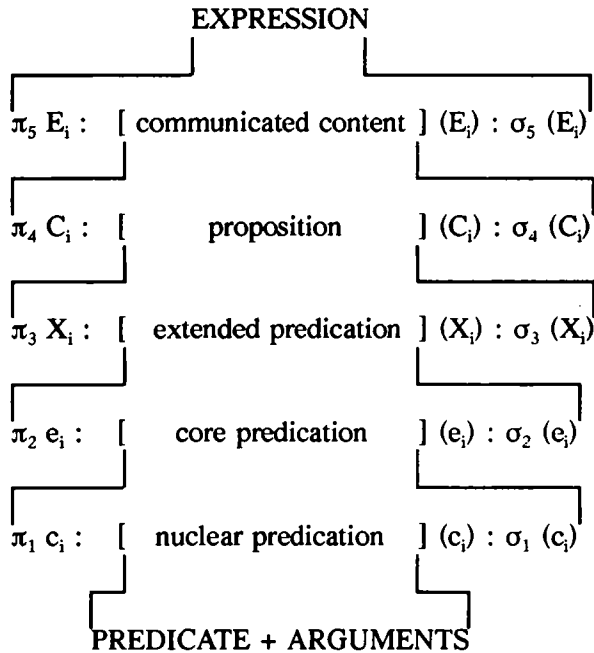 EXPRESSION
π₅ Eᵢ : [ communicated content ] (Eᵢ) : σ₅ (Eᵢ)
π₄ Cᵢ : [ proposition ] (Cᵢ) : σ₄ (Cᵢ)
π₃ Xᵢ : [ extended predication ] (Xᵢ) : σ₃ (Xᵢ)
π₂ eᵢ : [ core predication ] (eᵢ) : σ₂ (eᵢ)
π₁ cᵢ : [ nuclear predication ] (cᵢ) : σ₁ (cᵢ)
PREDICATE + ARGUMENTS